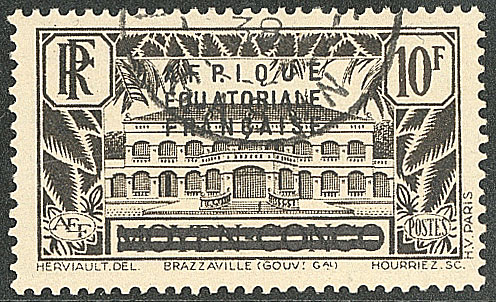 RF
10F
AFRIQUE
EQUATORIALE
FRANÇAISE
AEF
POSTES
MOYEN-CONGO
H.V. PARIS
HERVIAULT.DEL. BRAZZAVILLE (GOUVt GAL) HOURRIEZ.SC.